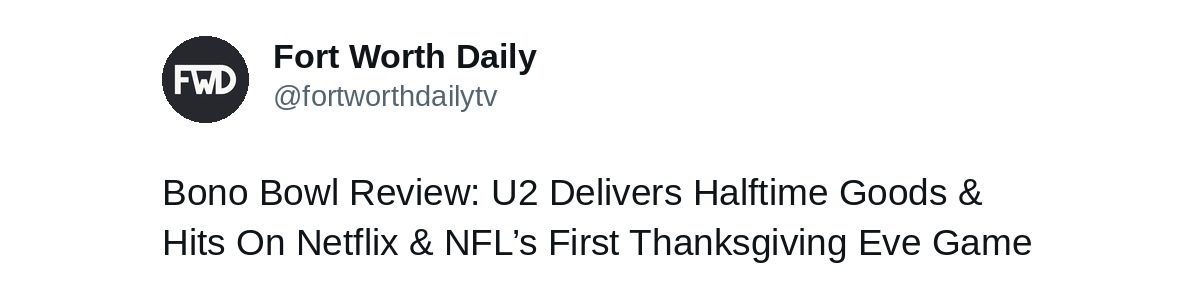 FWD
Fort Worth Daily
@fortworthdailytv
Bono Bowl Review: U2 Delivers Halftime Goods &
Hits On Netflix & NFL’s First Thanksgiving Eve Game